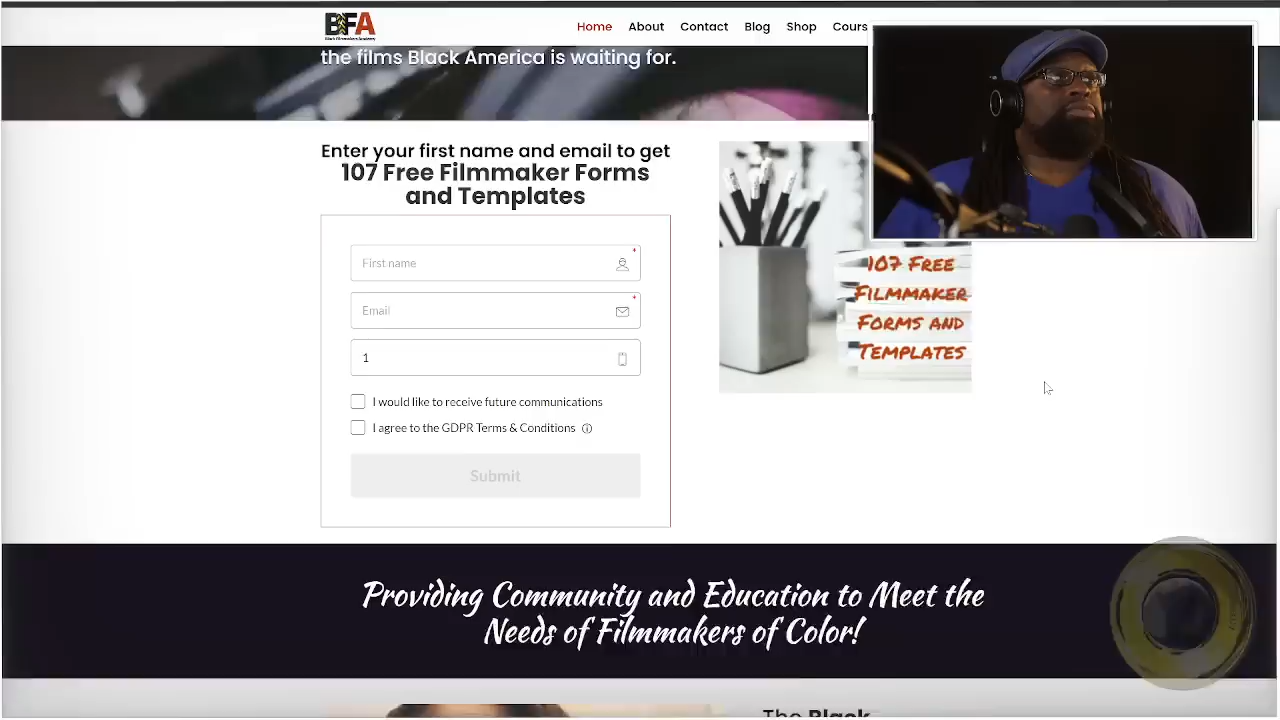 BFA
Black Filmmakers Academy
Home About Contact Blog Shop Cours
the films Black America is waiting for.
Enter your first name and email to get
107 Free Filmmaker Forms
and Templates
First name
*
Email
*
1
I would like to receive future communications
I agree to the GDPR Terms & Conditions
Submit
107 Free
Filmmaker
Forms and
Templates
Providing Community and Education to Meet the
Needs of Filmmakers of Color!
The Black